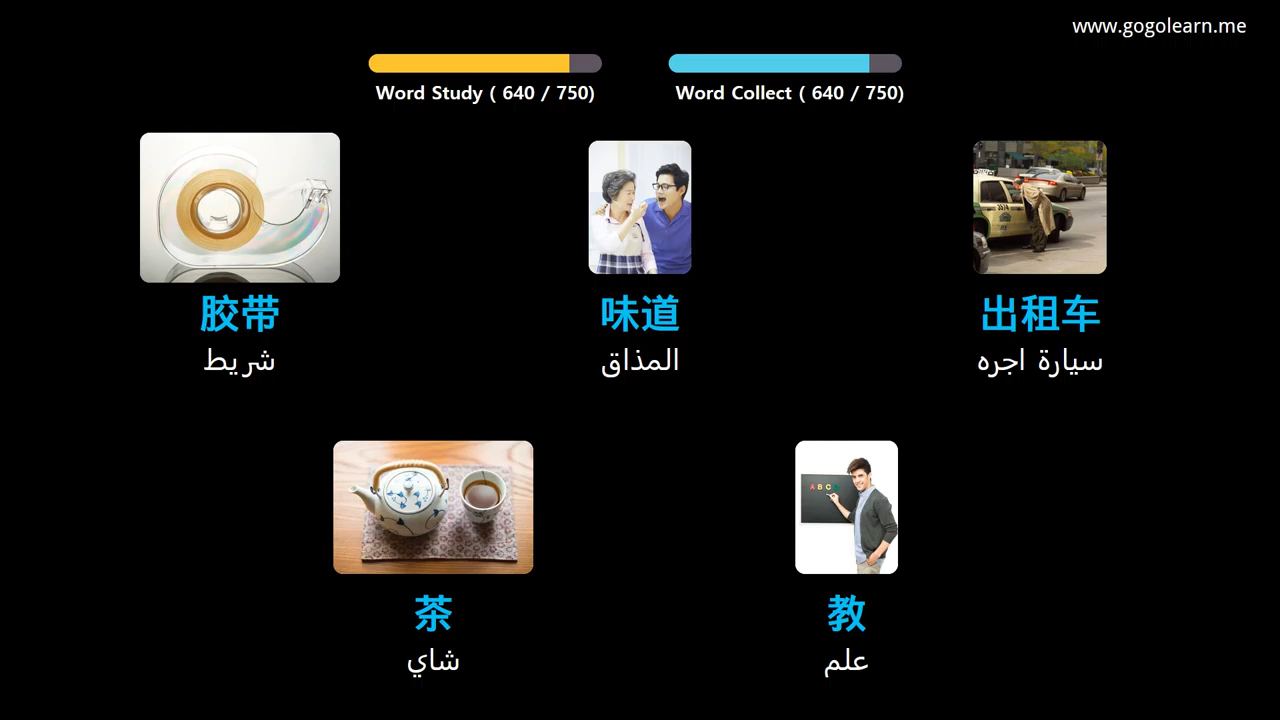 www.gogolearn.me
Word Study ( 640 / 750)
Word Collect ( 640 / 750)
胶带
شريط
味道
المذاق
出租车
سيارة اجره
茶
شاي
教
علم